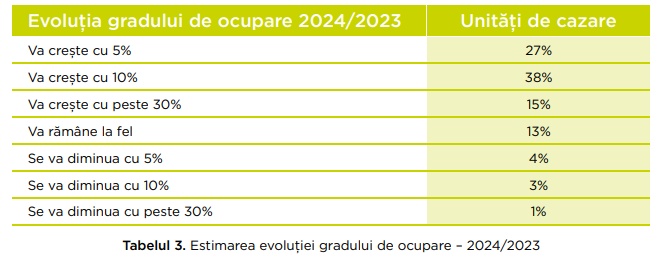 Evoluția gradului de ocupare 2024/2023 Unități de cazare
Va crește cu 5% 27%
Va crește cu 10% 38%
Va crește cu peste 30% 15%
Va rămâne la fel 13%
Se va diminua cu 5% 4%
Se va diminua cu 10% 3%
Se va diminua cu peste 30% 1%
Tabelul 3. Estimarea evoluției gradului de ocupare – 2024/2023